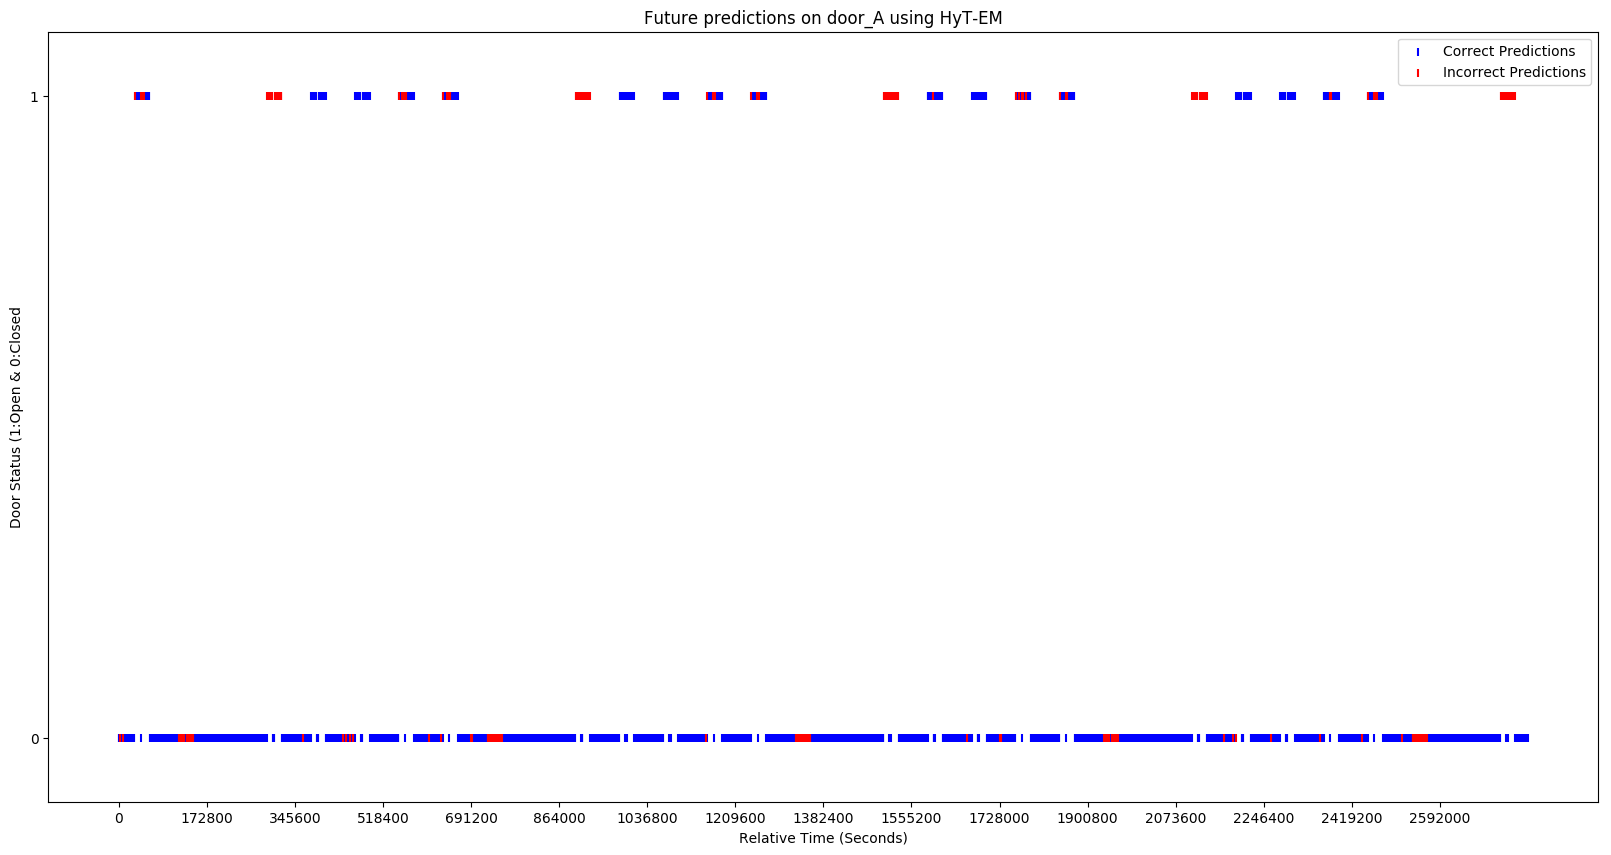 Future predictions on door_A using HyT-EM
Correct Predictions
Incorrect Predictions
1
Door Status (1:Open & 0:Closed
0
0 172800 345600 518400 691200 864000 1036800 1209600 1382400 1555200 1728000 1900800 2073600 2246400 2419200 2592000
Relative Time (Seconds)